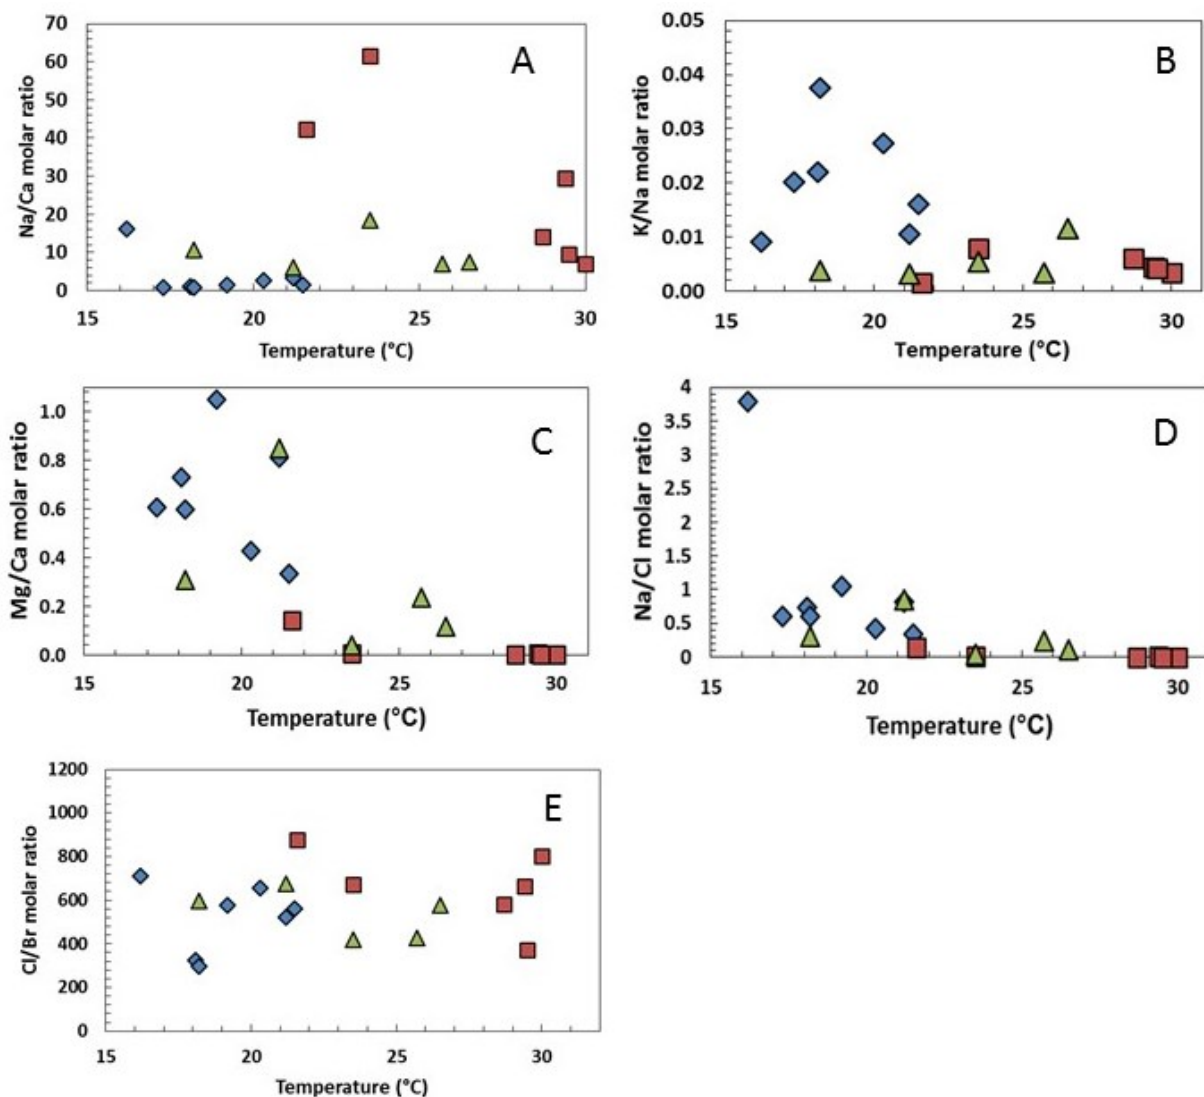 A
Na/Ca molar ratio
70
60
50
40
30
20
10
0
15 20 25 30
Temperature (°C)
B
K/Na molar ratio
0.05
0.04
0.03
0.02
0.01
0.00
15 20 25 30
Temperature (°C)
C
Mg/Ca molar ratio
1.0
0.8
0.6
0.4
0.2
0.0
15 20 25 30
Temperature (°C)
D
Na/Cl molar ratio
4
3.5
3
2.5
2
1.5
1
0.5
0
15 20 25 30
Temperature (°C)
E
Cl/Br molar ratio
1200
1000
800
600
400
200
0
15 20 25 30
Temperature (°C)